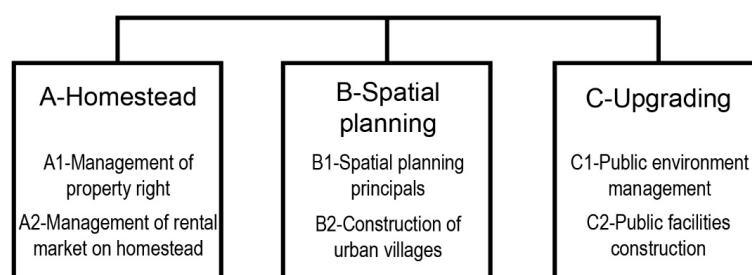 A-Homestead
A1-Management of
property right
A2-Management of rental
market on homestead
B-Spatial
planning
B1-Spatial planning
principals
B2-Construction of
urban villages
C-Upgrading
C1-Public environment
management
C2-Public facilities
construction